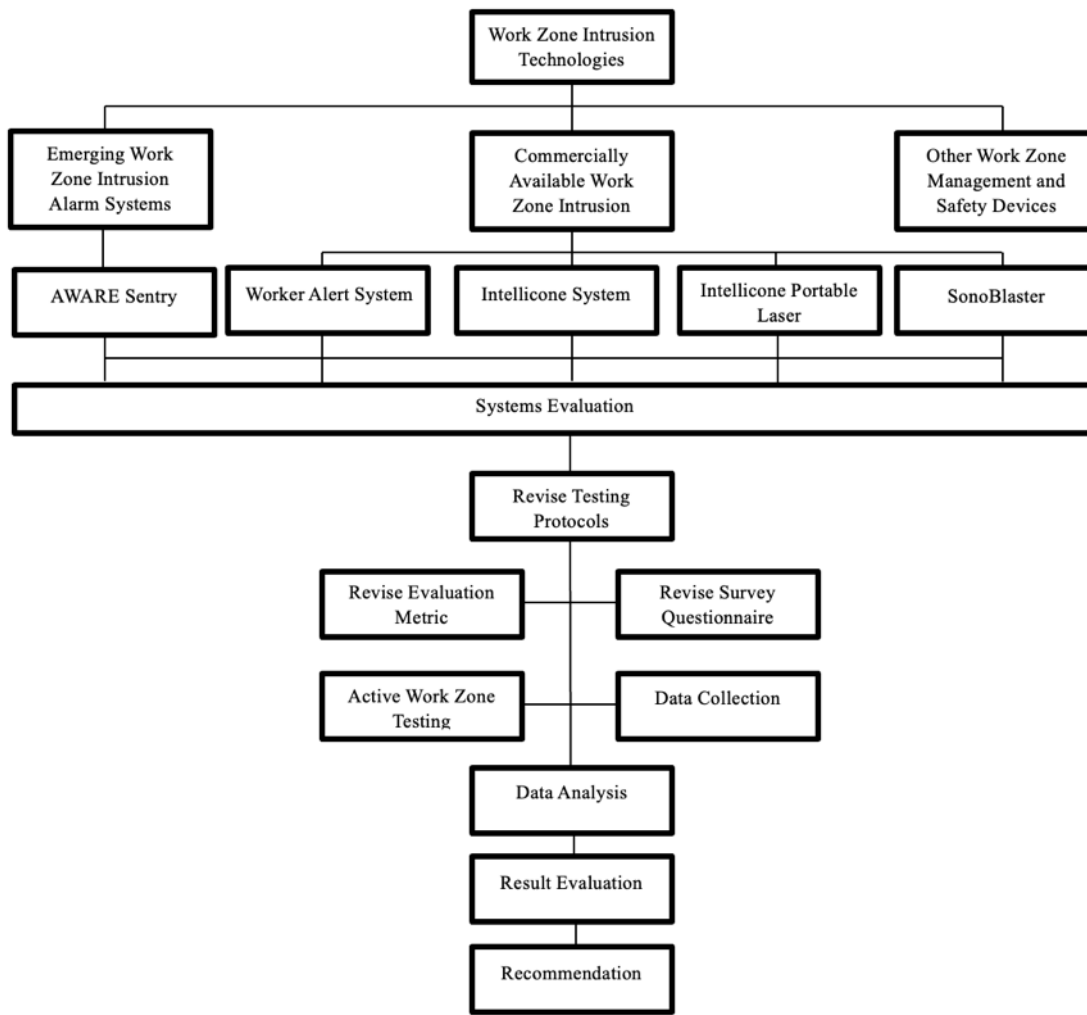 Work Zone Intrusion
Technologies
Emerging Work
Zone Intrusion
Alarm Systems
Commercially
Available Work
Zone Intrusion
Other Work Zone
Management and
Safety Devices
AWARE Sentry
Worker Alert System
Intellicone System
Intellicone Portable
Laser
SonoBlaster
Systems Evaluation
Revise Testing
Protocols
Revise Evaluation
Metric
Revise Survey
Questionnaire
Active Work Zone
Testing
Data Collection
Data Analysis
Result Evaluation
Recommendation